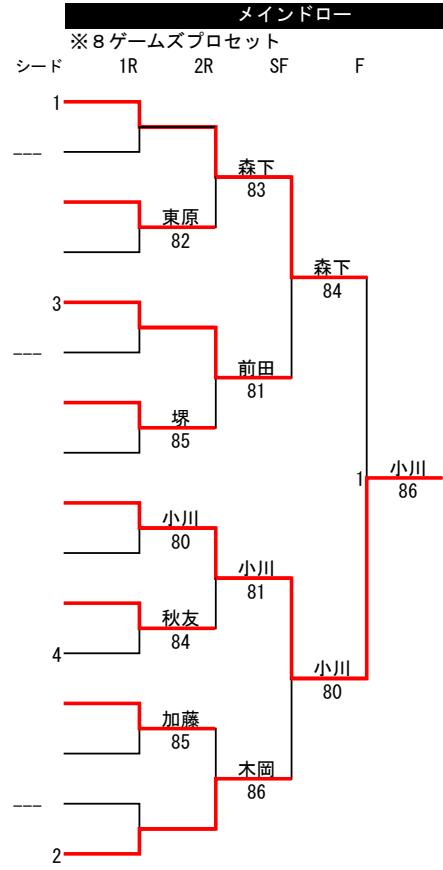 メインドロー
※８ゲームズプロセット
シード 1R 2R SF F
1
---
森下
83
東原
82
森下
84
3
---
前田
81
堺
85
小川
1
86
小川
80
小川
81
秋友
84
4
小川
80
加藤
85
木岡
86
---
2